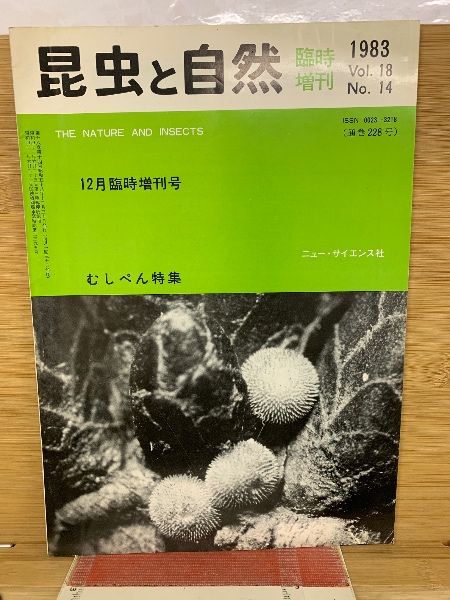 昆虫と自然
臨時
増刊
1983
Vol. 18
No. 14
ISSN 0023-3218
(通巻228号)
THE NATURE AND INSECTS
12月臨時増刊号
ニュー・サイエンス社
むしぺん特集